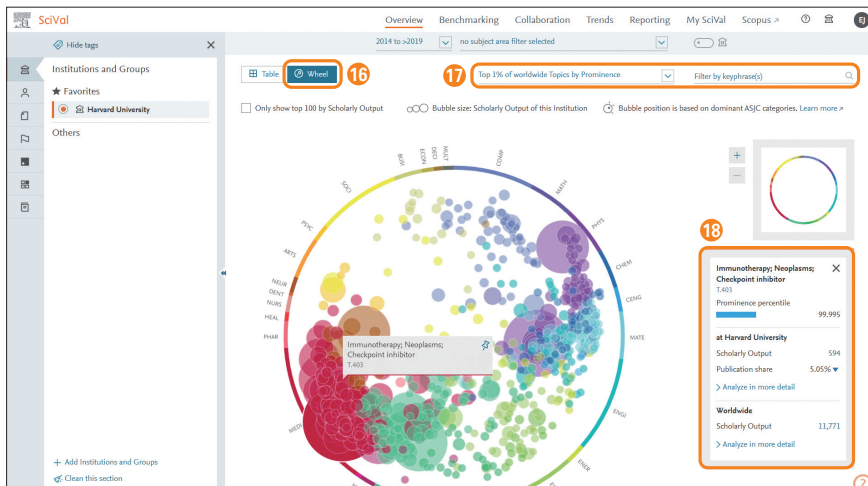 SciVal
Overview Benchmarking Collaboration Trends Reporting My SciVal Scopus
EJ
Hide tags
2014 to >2019 no subject area filter selected
Institutions and Groups
Favorites
Harvard University
Others
Table Wheel 16
17 Top 1% of worldwide Topics by Prominence Filter by keyphrase(s)
Only show top 100 by Scholarly Output Bubble size: Scholarly Output of this Institution Bubble position is based on dominant ASJC categories. Learn more
MULT
DECI
ECON
BUSI
SOCI
PSYC
ARTS
NEUR
DENT
NURS
HEAL
PHAR
MEDI
COMP
MATH
PHYS
CHEM
CENG
MATE
ENGI
ENER
Immunotherapy; Neoplasms;
Checkpoint inhibitor
T.403
18
Immunotherapy; Neoplasms;
Checkpoint inhibitor
T.403
Prominence percentile
99.995
at Harvard University
Scholarly Output 594
Publication share 5.05%
> Analyze in more detail
Worldwide
Scholarly Output 11,771
> Analyze in more detail
+ Add Institutions and Groups
Clean this section